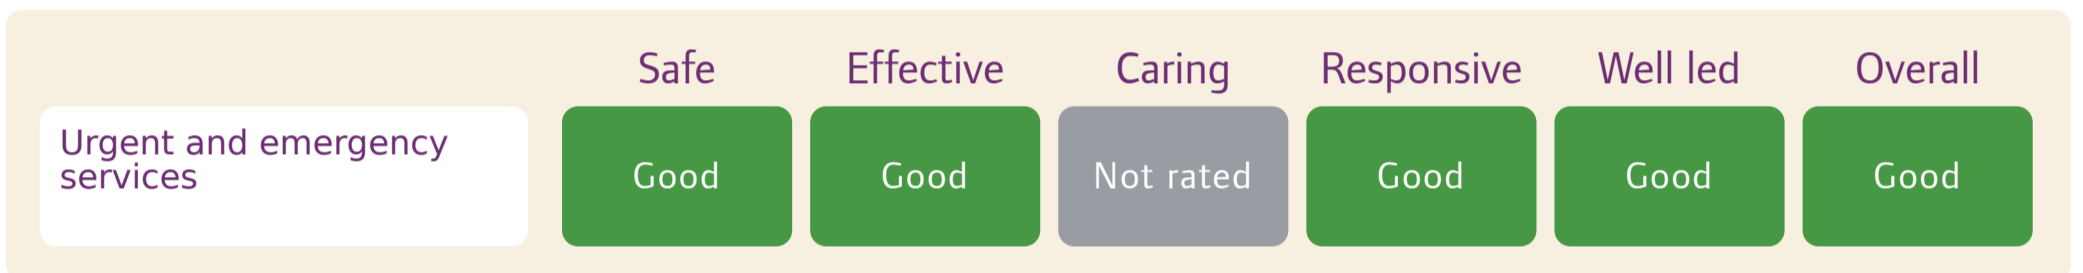 Safe Effective Caring Responsive Well led Overall
Urgent and emergency
services
Good Good Not rated Good Good Good